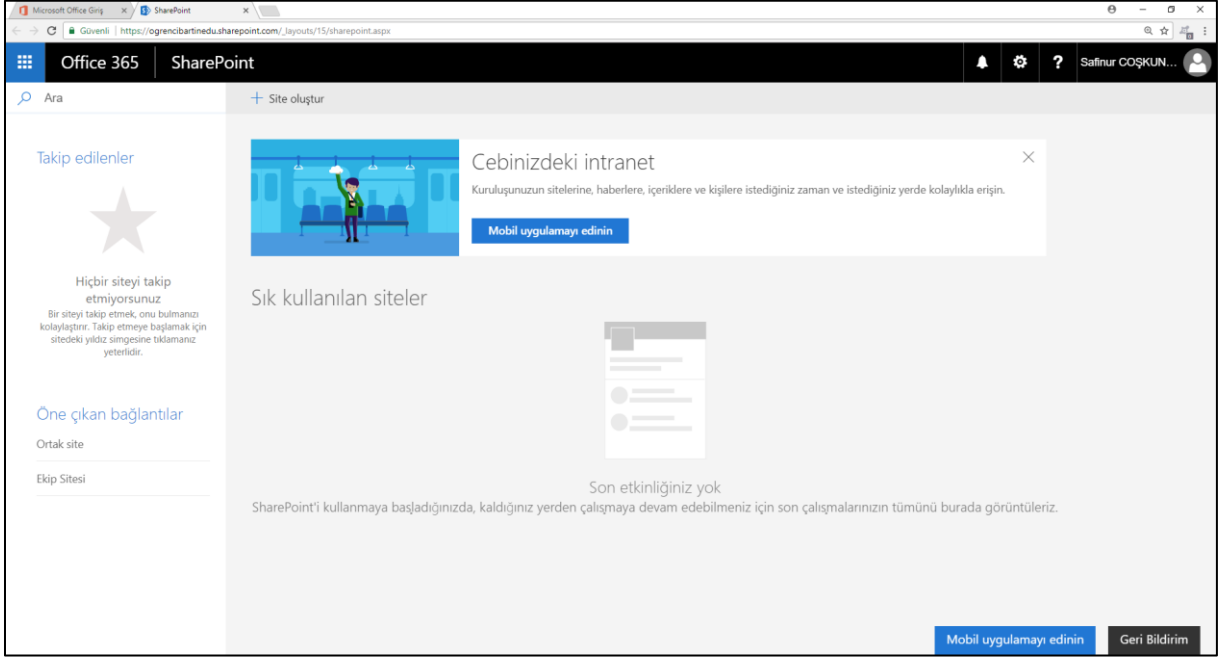 Microsoft Office Giriş
SharePoint
Güvenli | https://ogrencibartinedu.sharepoint.com/_layouts/15/sharepoint.aspx
Office 365
SharePoint
?
Safinur COŞKUN...
Ara
+ Site oluştur
Takip edilenler
Hiçbir siteyi takip
etmiyorsunuz
Bir siteyi takip etmek, onu bulmanızı
kolaylaştırır. Takip etmeye başlamak için
sitedeki yıldız simgesine tıklamanız
yeterlidir.
Öne çıkan bağlantılar
Ortak site
Ekip Sitesi
Cebinizdeki intranet
Kuruluşunuzun sitelerine, haberlere, içeriklere ve kişilere istediğiniz zaman ve istediğiniz yerde kolaylıkla erişin.
Mobil uygulamayı edinin
Sık kullanılan siteler
Son etkinliğiniz yok
SharePoint'i kullanmaya başladığınızda, kaldığınız yerden çalışmaya devam edebilmeniz için son çalışmalarınızın tümünü burada görüntüleriz.
Mobil uygulamayı edinin
Geri Bildirim